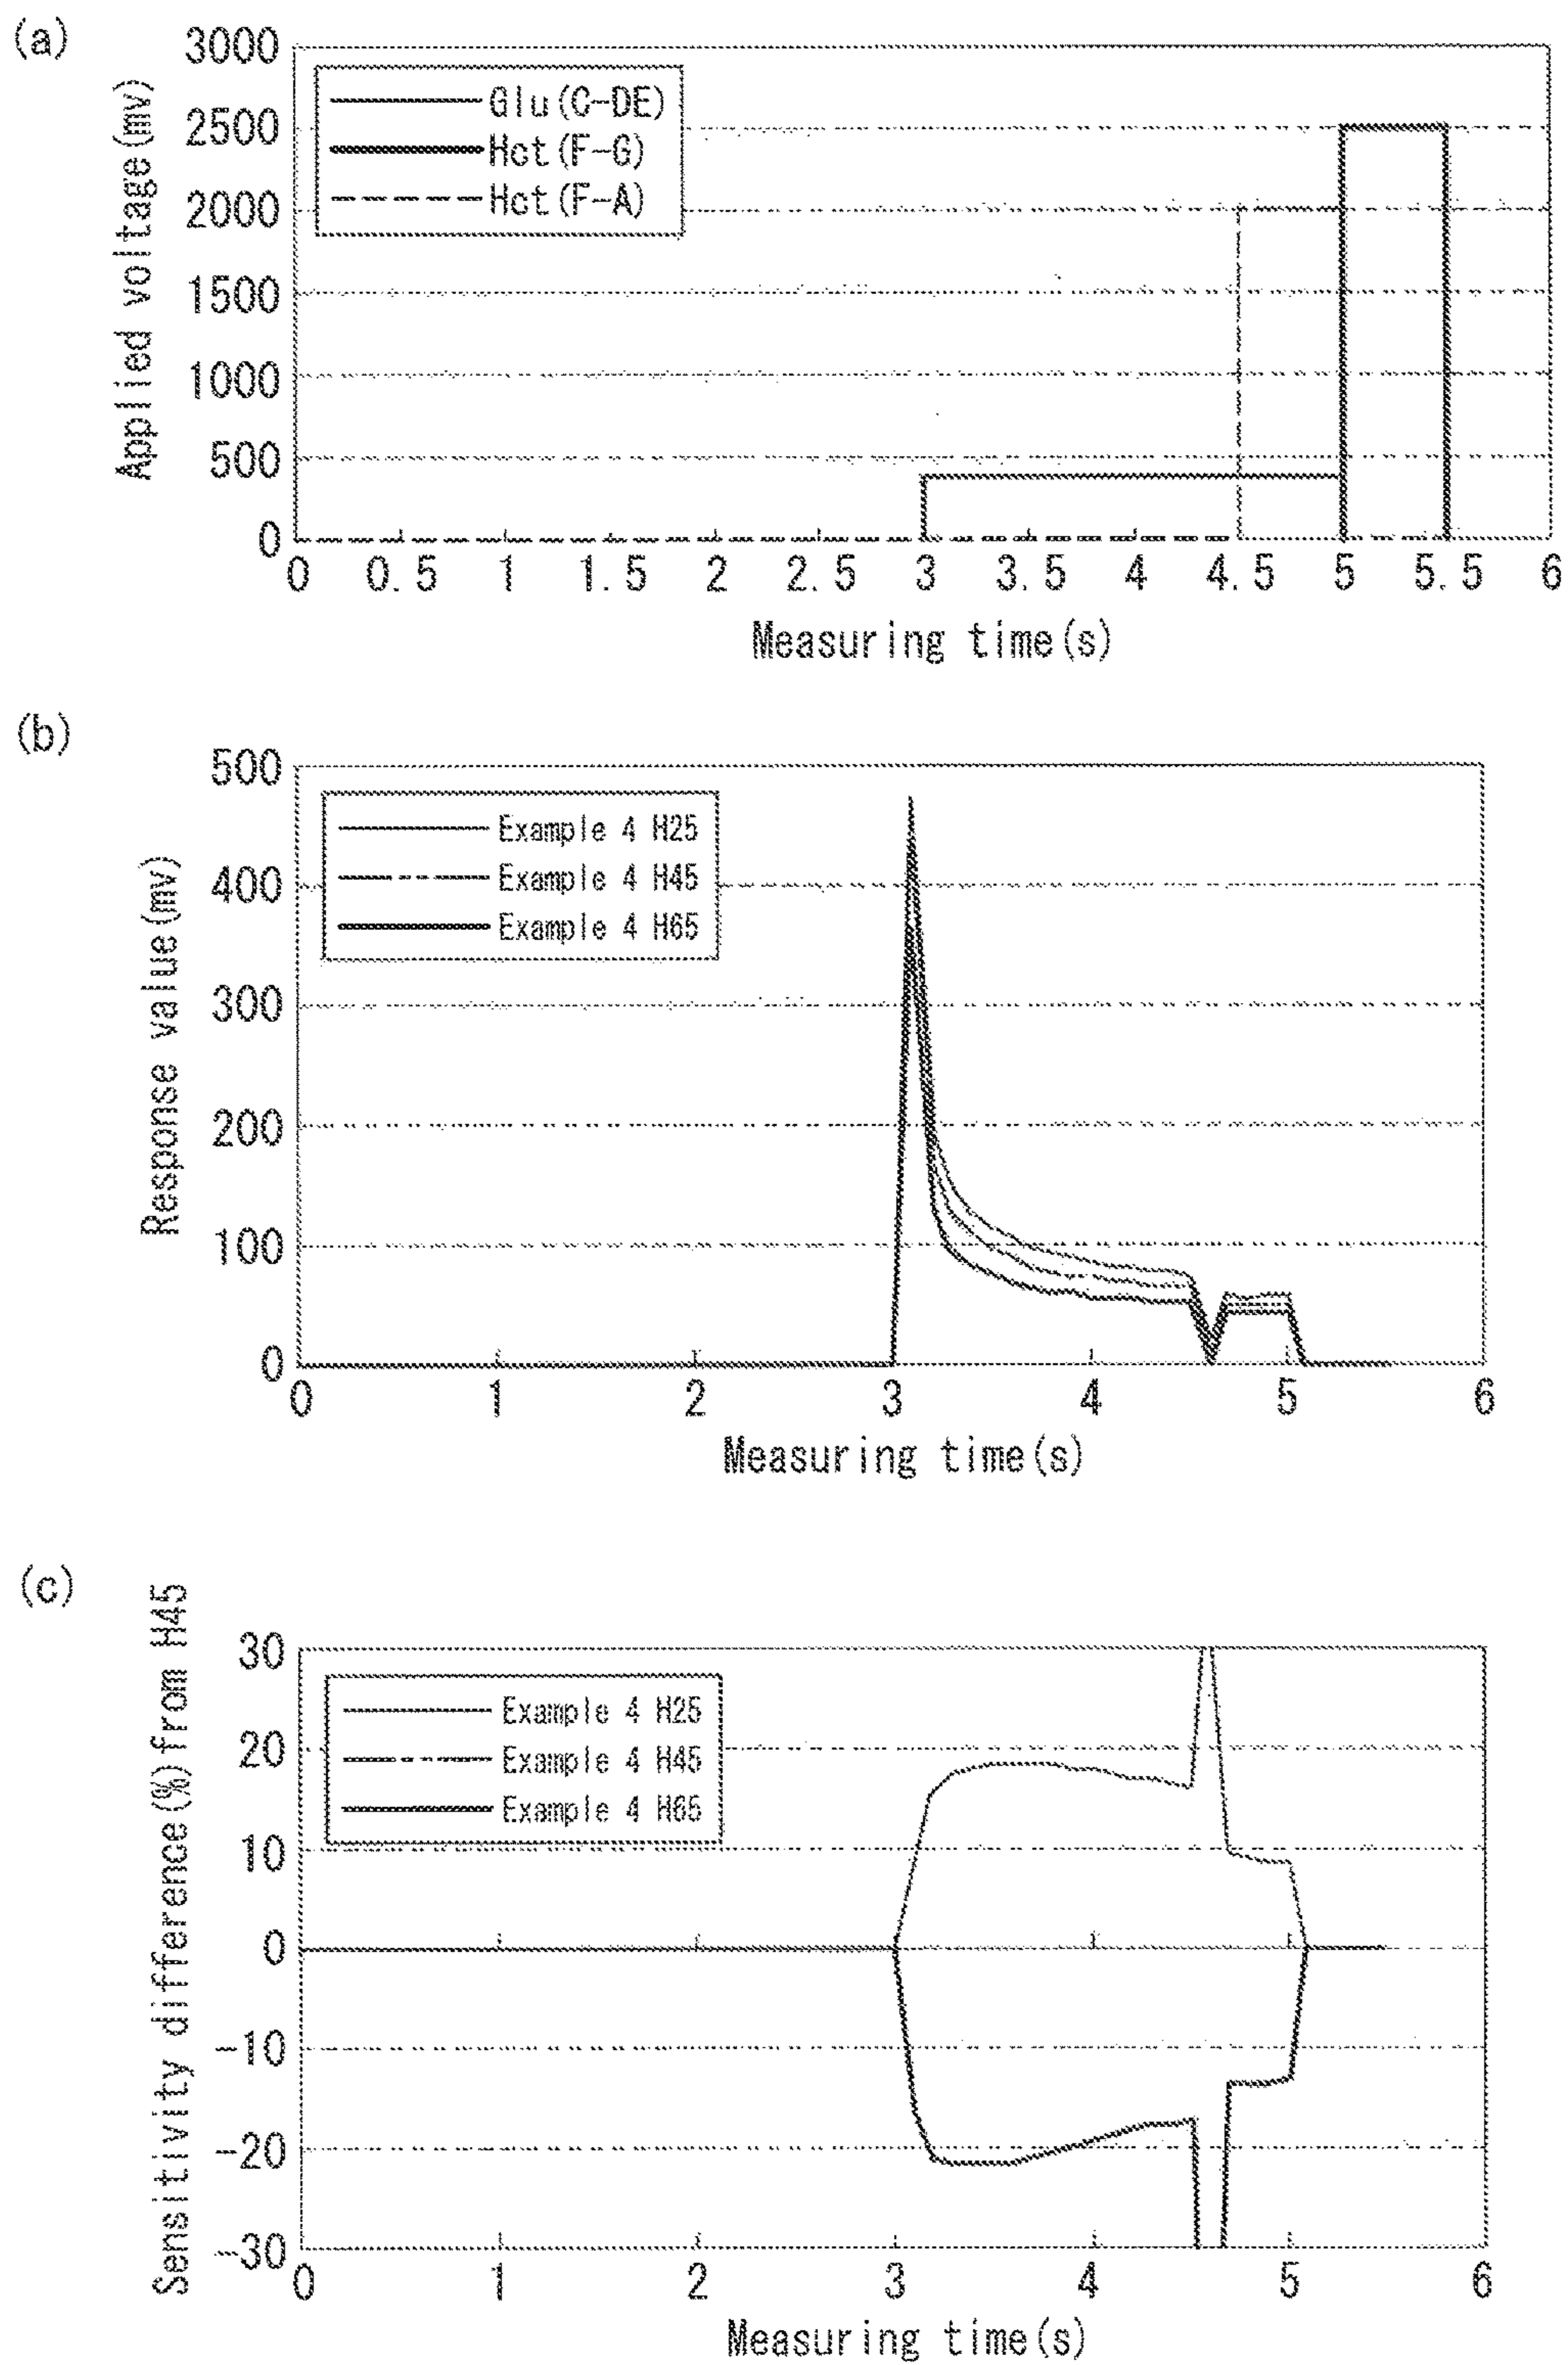 (a)
Applied voltage(mv)
3000
2500
2000
1500
1000
500
0
Glu(C-DE)
Hct(F-G)
Hct(F-A)
0 0.5 1 1.5 2 2.5 3 3.5 4 4.5 5 5.5 6
Measuring time(s)
(b)
Response value(mv)
500
400
300
200
100
0
Example 4 H25
Example 4 H45
Example 4 H65
0 1 2 3 4 5 6
Measuring time(s)
(c)
Sensitivity difference(%)from H45
30
20
10
0
-10
-20
-30
Example 4 H25
Example 4 H45
Example 4 H65
0 1 2 3 4 5 6
Measuring time(s)